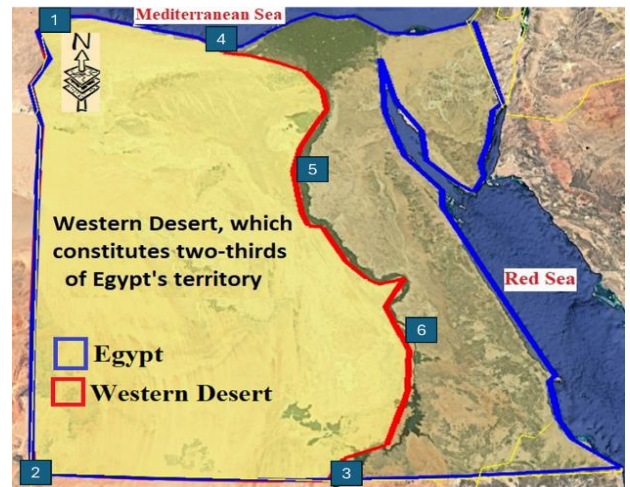 1
Mediterranean Sea
4
N
5
Western Desert, which
constitutes two-thirds
of Egypt's territory
Red Sea
6
Egypt
Western Desert
2
3